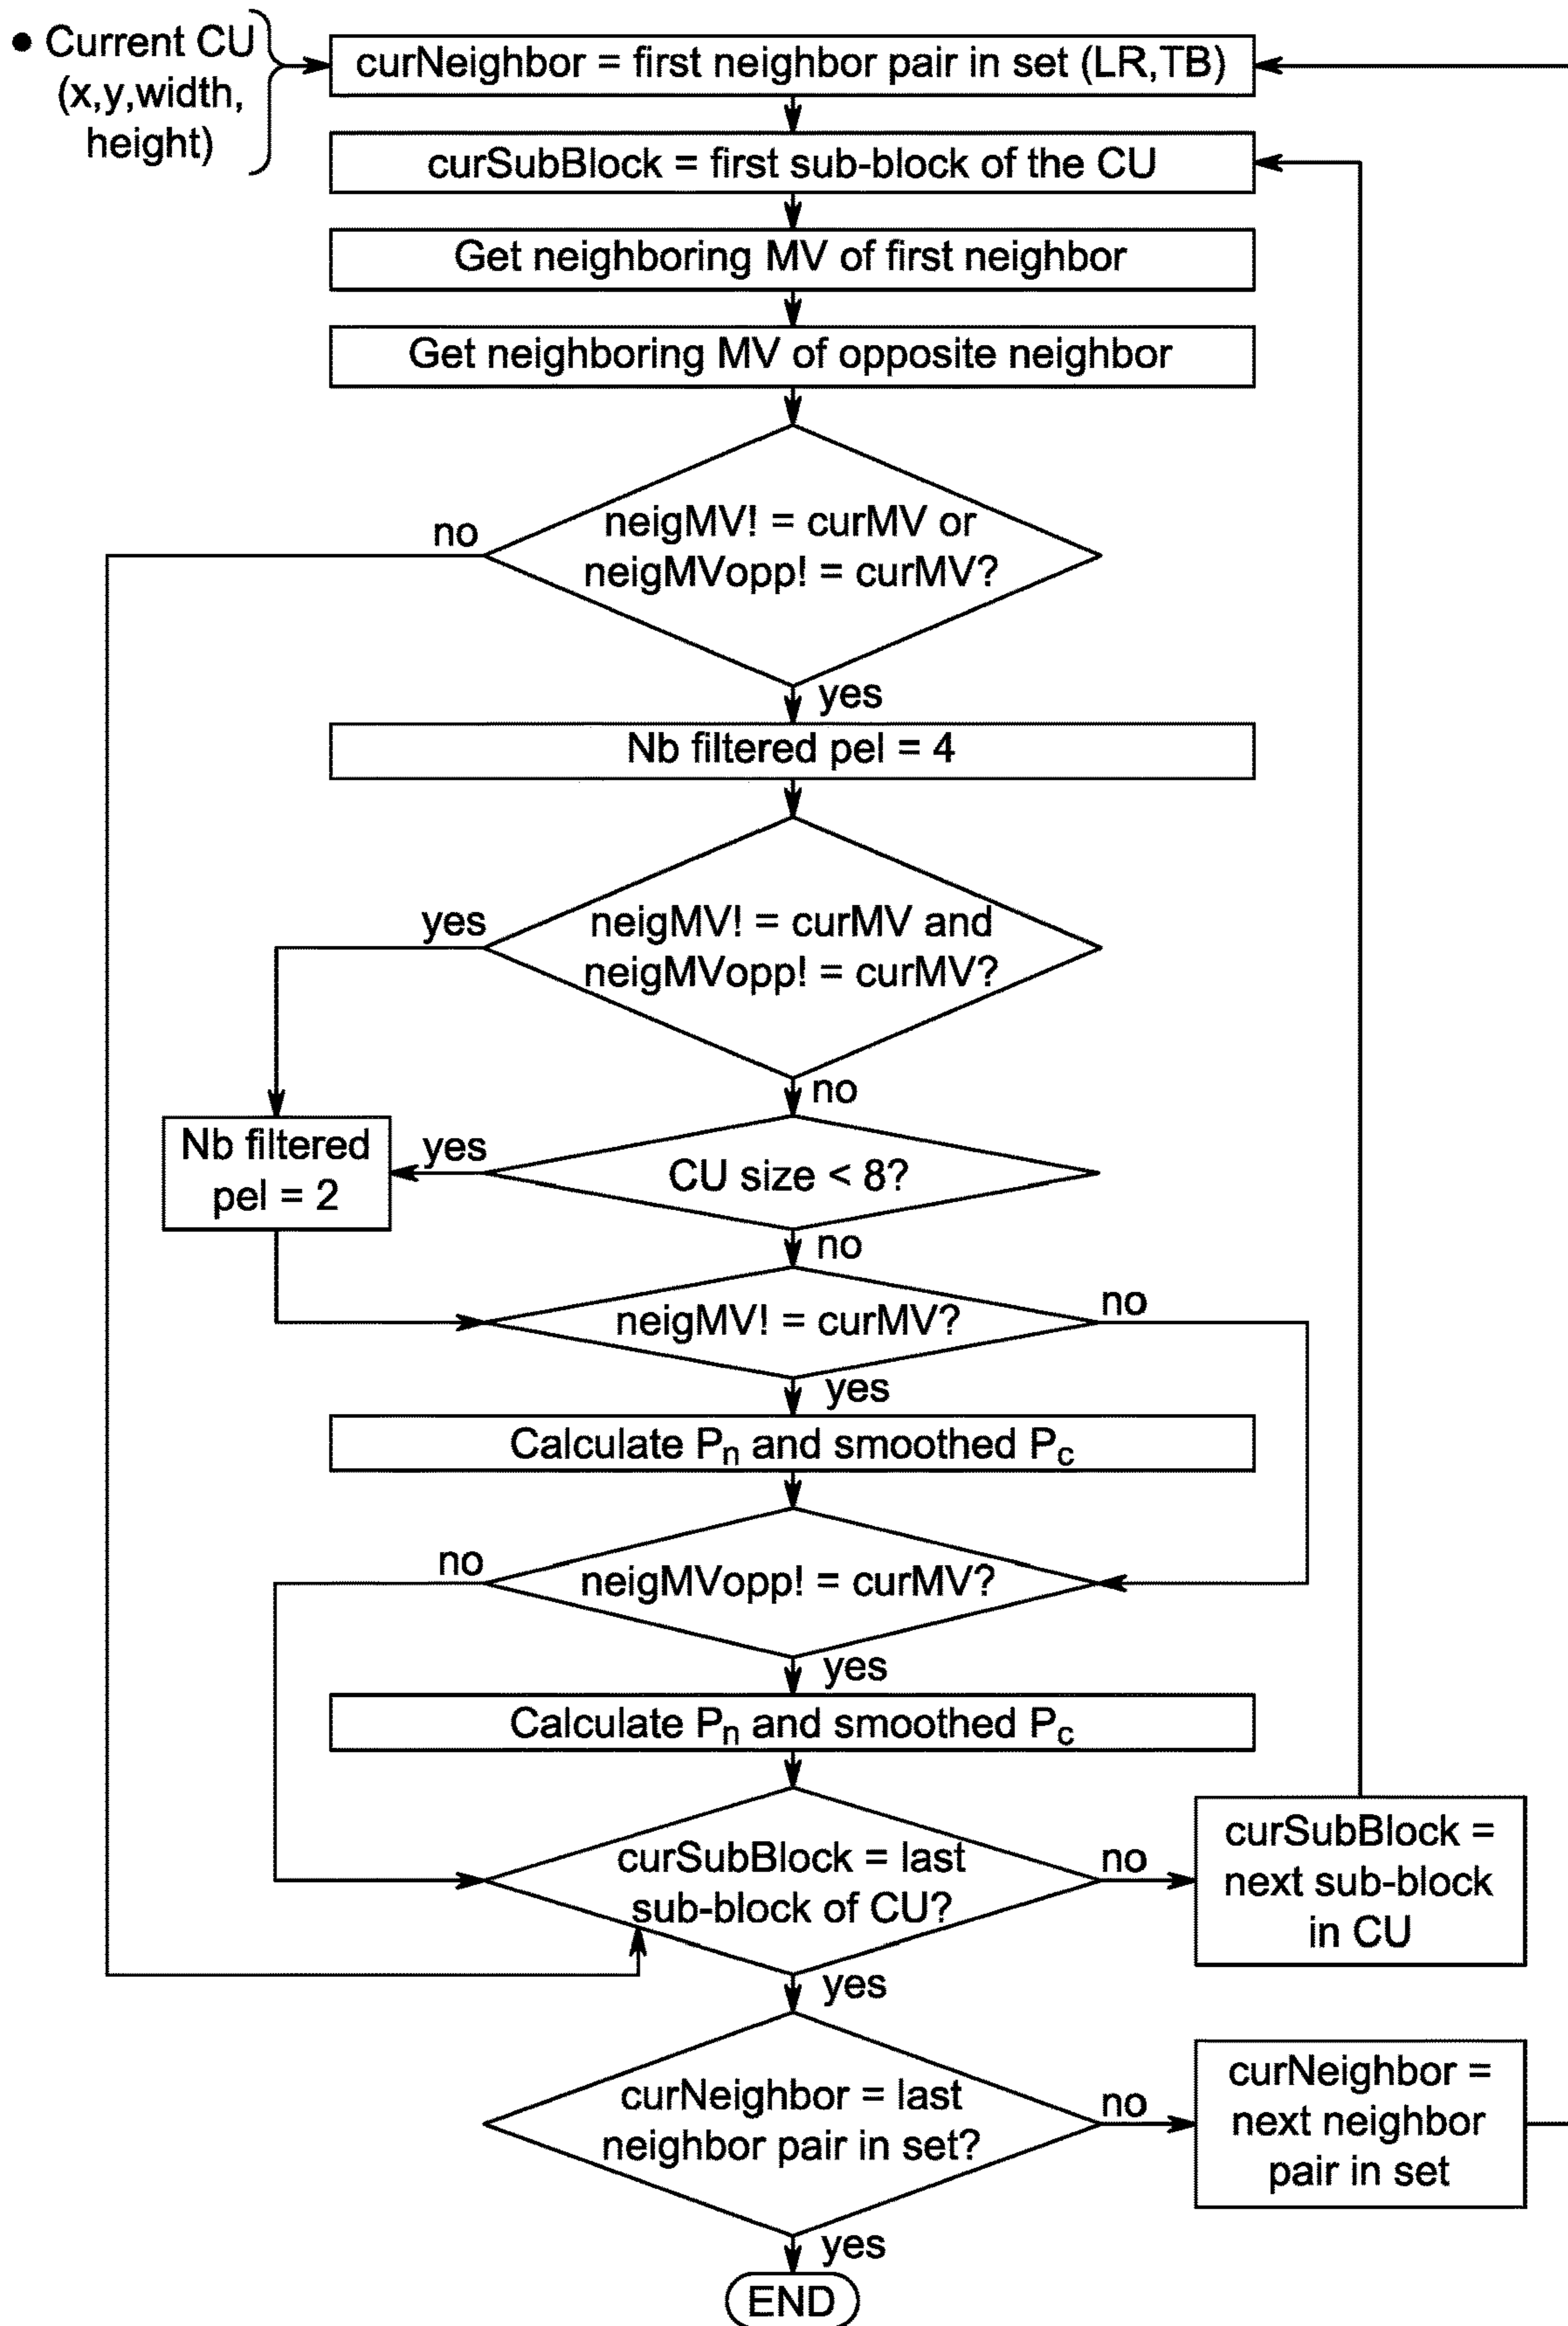 ● Current CU
(x,y,width,
height)
curNeighbor = first neighbor pair in set (LR,TB)
curSubBlock = first sub-block of the CU
Get neighboring MV of first neighbor
Get neighboring MV of opposite neighbor
neigMV! = curMV or
neigMVopp! = curMV?
no
yes
Nb filtered pel = 4
neigMV! = curMV and
neigMVopp! = curMV?
yes
no
Nb filtered
pel = 2
yes
CU size < 8?
no
neigMV! = curMV?
no
yes
Calculate Pn and smoothed Pc
no
neigMVopp! = curMV?
yes
Calculate Pn and smoothed Pc
curSubBlock = last
sub-block of CU?
no
curSubBlock =
next sub-block
in CU
yes
curNeighbor = last
neighbor pair in set?
no
curNeighbor =
next neighbor
pair in set
yes
END